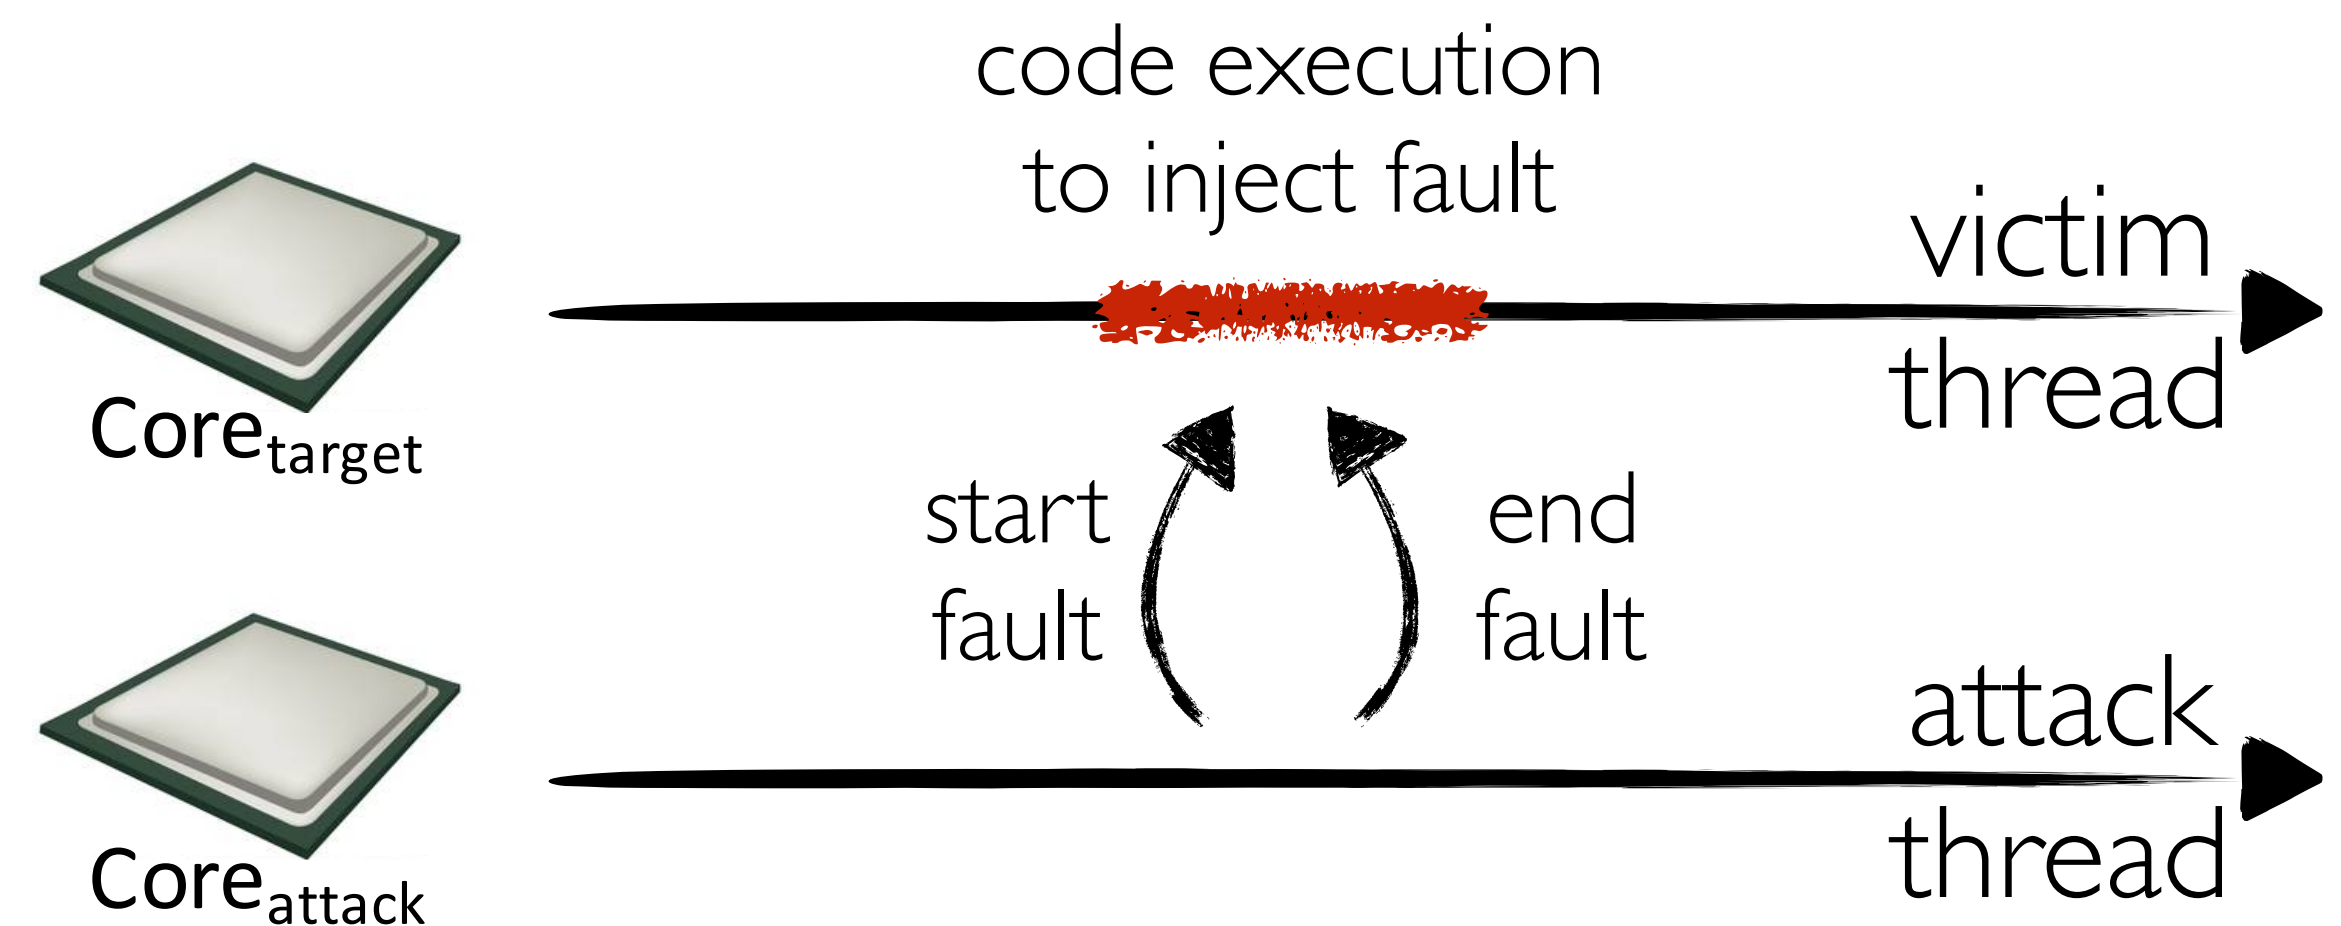 code execution
to inject fault
victim
thread
Coretarget
start
fault
end
fault
attack
thread
Coreattack